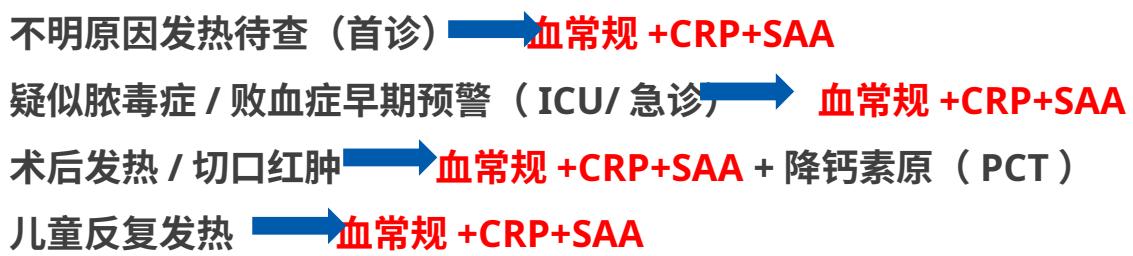 不明原因发热待查（首诊） 血常规 +CRP+SAA
疑似脓毒症 / 败血症早期预警 （ ICU/ 急诊） 血常规 +CRP+SAA
术后发热 / 切口红肿 血常规 +CRP+SAA + 降钙素原 （ PCT ）
儿童反复发热 血常规 +CRP+SAA